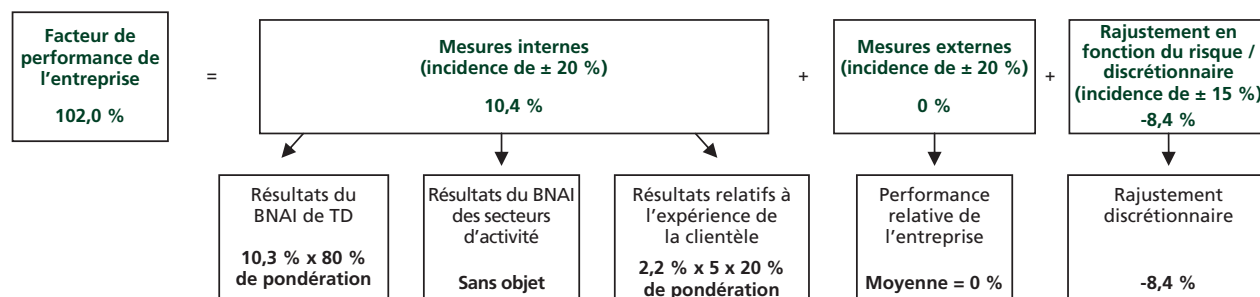 Facteur de
performance de
l'entreprise
102,0 %
=
Mesures internes
(incidence de ± 20 %)
10,4 %
+
Mesures externes
(incidence de ± 20 %)
0 %
+
Rajustement en
fonction du risque /
discrétionnaire
(incidence de ± 15 %)
-8,4 %
Résultats du
BNAI de TD
10,3 % x 80 %
de pondération
Résultats du BNAI
des secteurs
d'activité
Sans objet
Résultats relatifs à
l'expérience de
la clientèle
2,2 % x 5 x 20 %
de pondération
Performance
relative de
l'entreprise
Moyenne = 0 %
Rajustement
discrétionnaire
-8,4 %